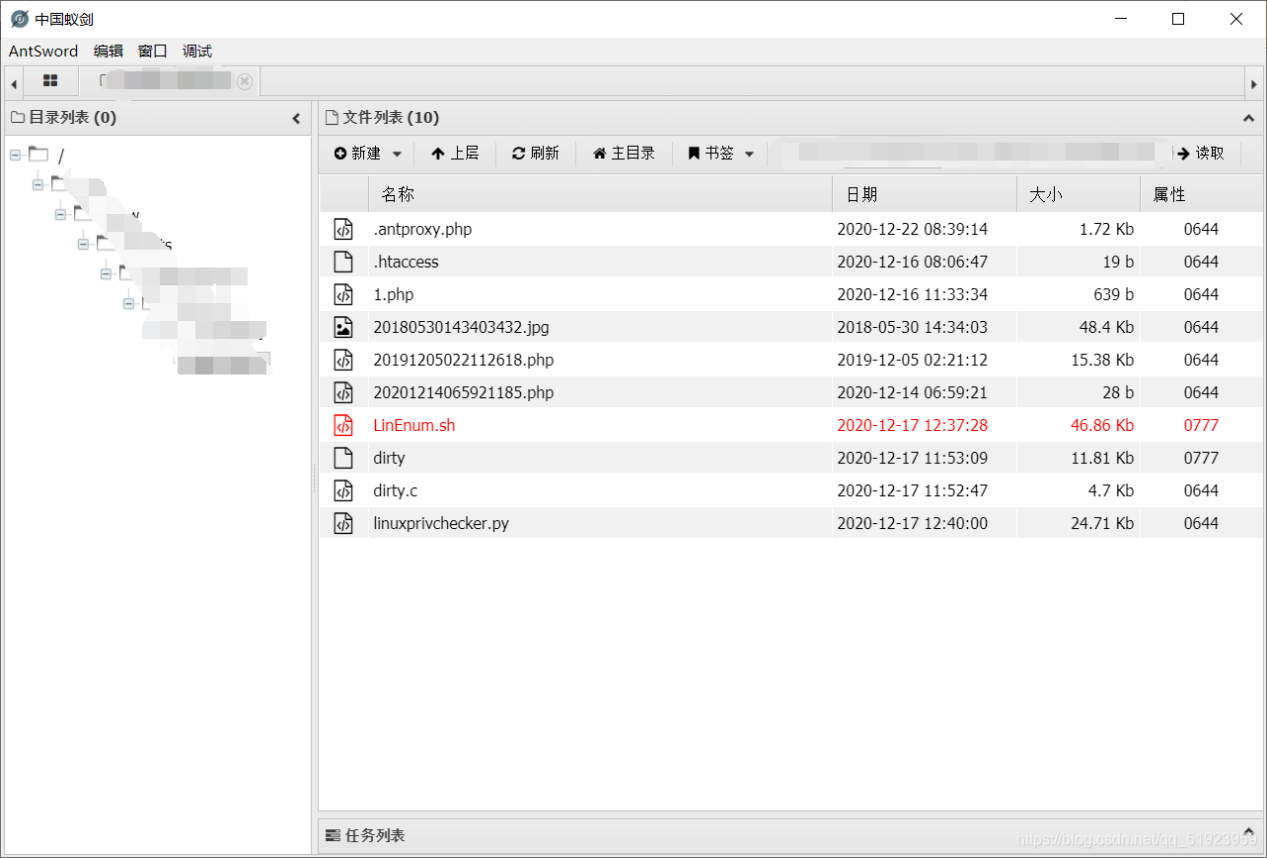 中国蚁剑
AntSword 编辑 窗口 调试
目录列表 (0)
文件列表 (10)
/
新建 上层 刷新 主目录 书签 读取
名称 日期 大小 属性
.antproxy.php 2020-12-22 08:39:14 1.72 Kb 0644
.htaccess 2020-12-16 08:06:47 19 b 0644
1.php 2020-12-16 11:33:34 639 b 0644
20180530143403432.jpg 2018-05-30 14:34:03 48.4 Kb 0644
20191205022112618.php 2019-12-05 02:21:12 15.38 Kb 0644
20201214065921185.php 2020-12-14 06:59:21 28 b 0644
LinEnum.sh 2020-12-17 12:37:28 46.86 Kb 0777
dirty 2020-12-17 11:53:09 11.81 Kb 0777
dirty.c 2020-12-17 11:52:47 4.7 Kb 0644
linuxprivchecker.py 2020-12-17 12:40:00 24.71 Kb 0644
任务列表
https://blog.csdn.net/qq_51923959